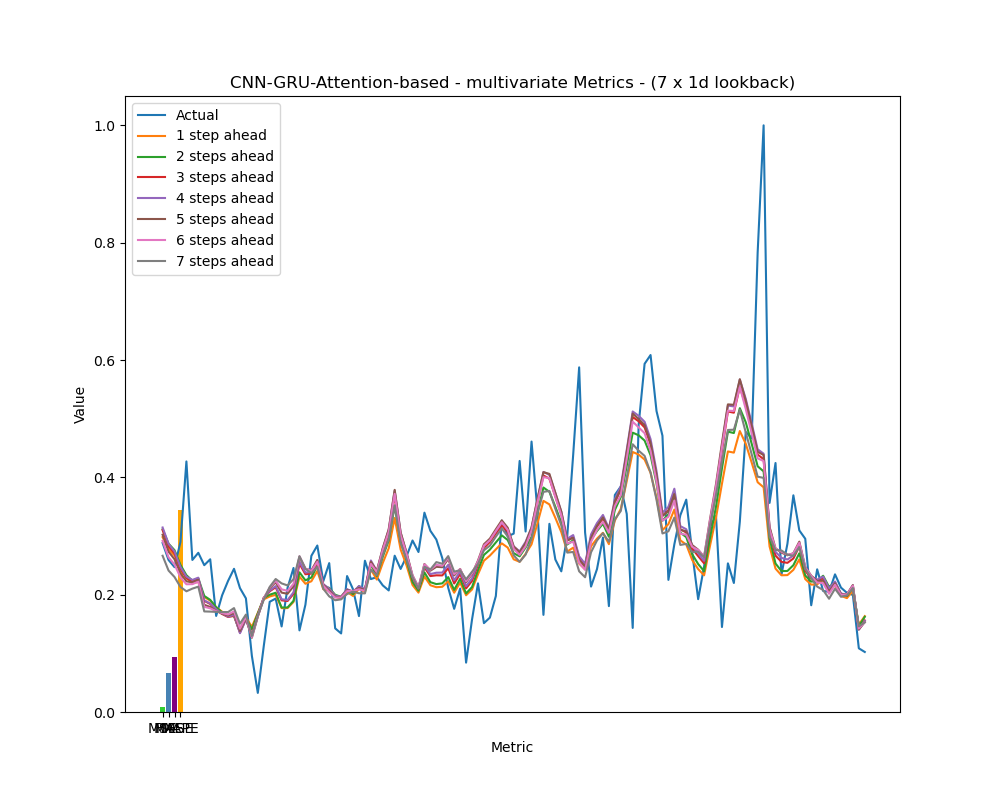 CNN-GRU-Attention-based - multivariate Metrics - (7 x 1d lookback)
Actual
1 step ahead
2 steps ahead
3 steps ahead
4 steps ahead
5 steps ahead
6 steps ahead
7 steps ahead
1.0
0.8
0.6
0.4
0.2
0.0
Value
Metric